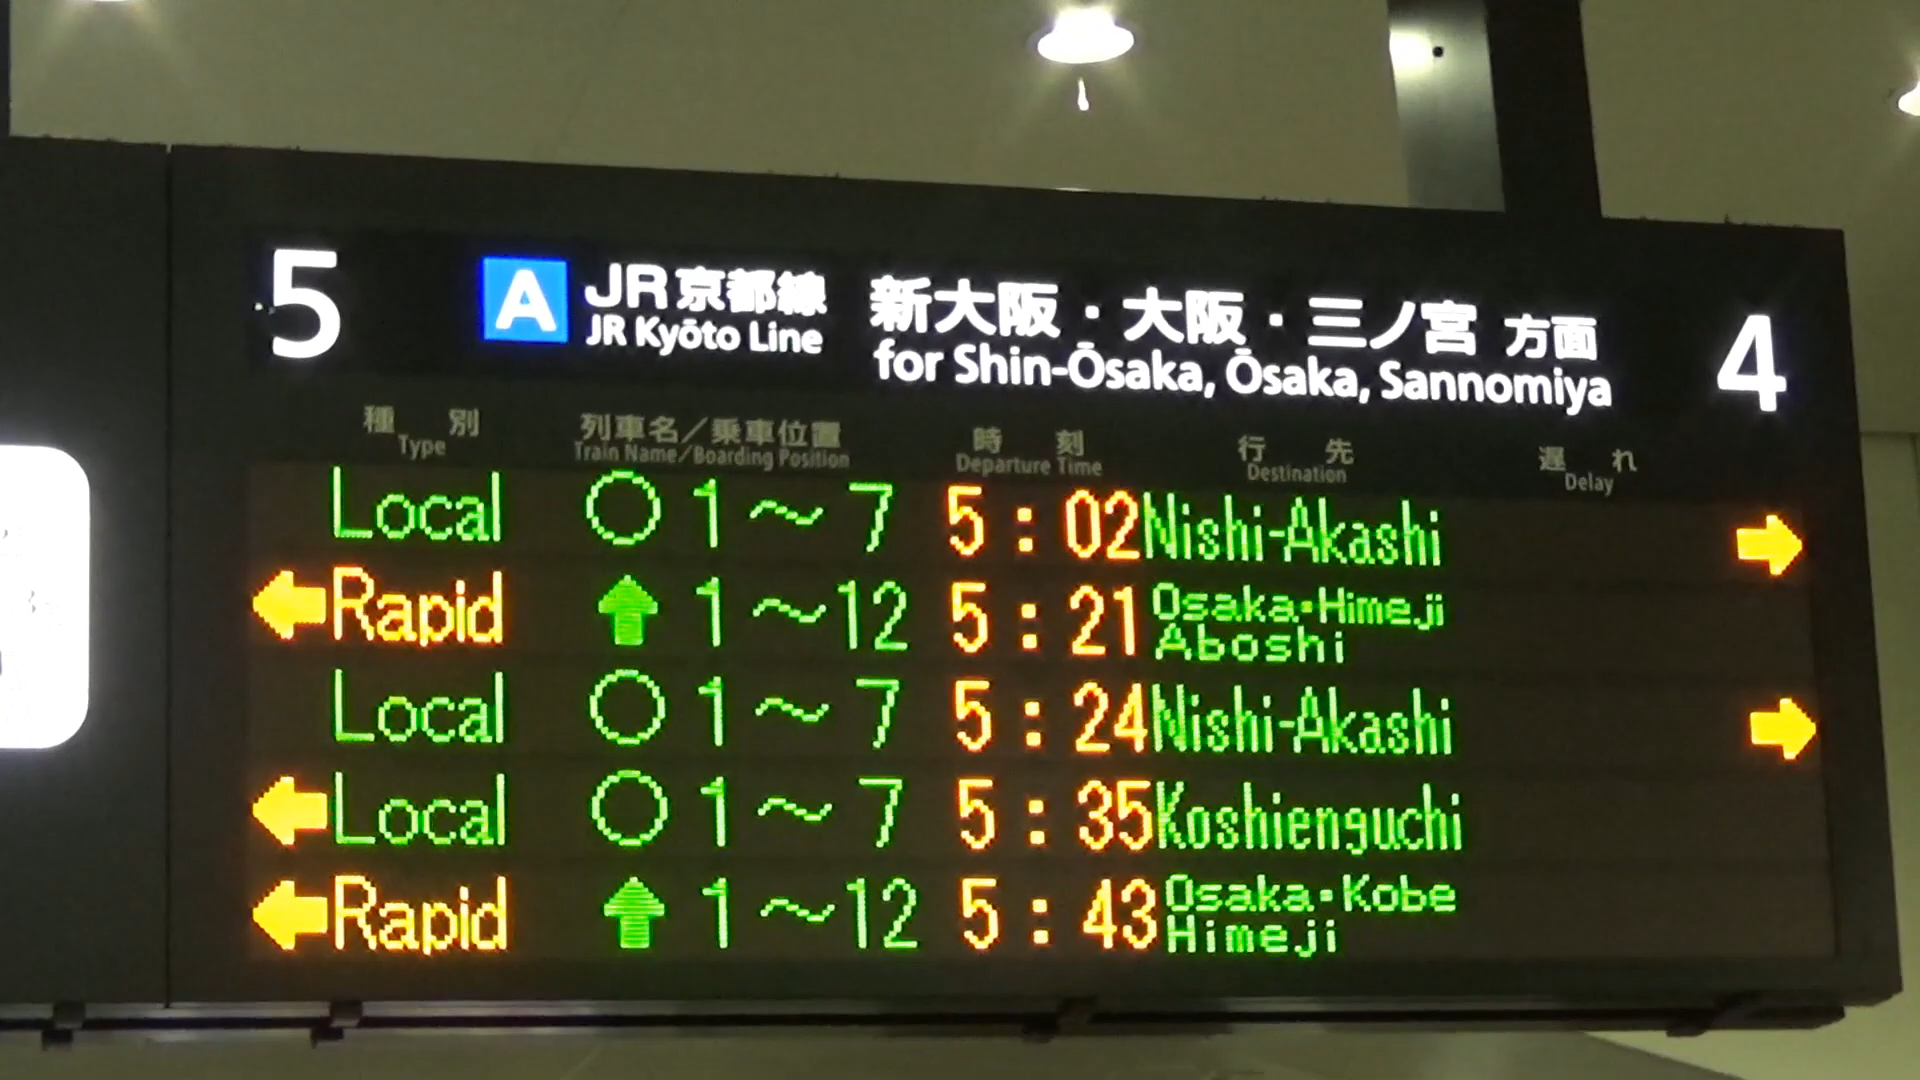 5 A JR京都線 新大阪・大阪・三ノ宮 方面 4
JR Kyōto Line for Shin-Ōsaka, Ōsaka, Sannomiya
種別 列車名／乗車位置 時刻 行先 遅れ
Type Train Name／Boarding Position Departure Time Destination Delay
Local ○ 1～7 5:02 Nishi-Akashi →
← Rapid ↑ 1～12 5:21 Osaka・Himeji
Aboshi
Local ○ 1～7 5:24 Nishi-Akashi →
← Local ○ 1～7 5:35 Koshienguchi
← Rapid ↑ 1～12 5:43 Osaka・Kobe
Himeji